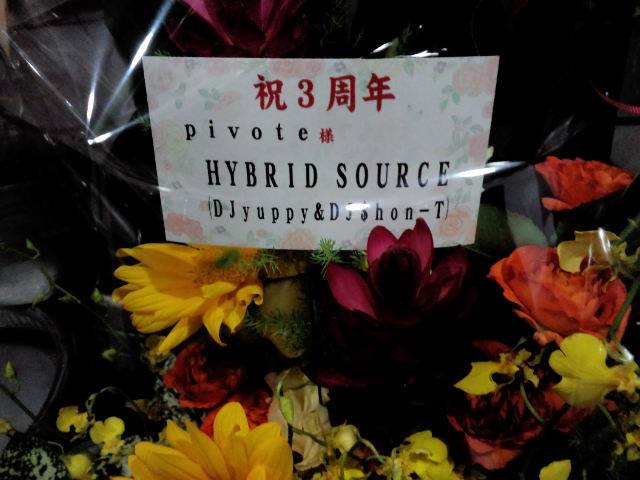 祝3周年
pivote様
HYBRID SOURCE
(DJyuppy&DJShon-T)